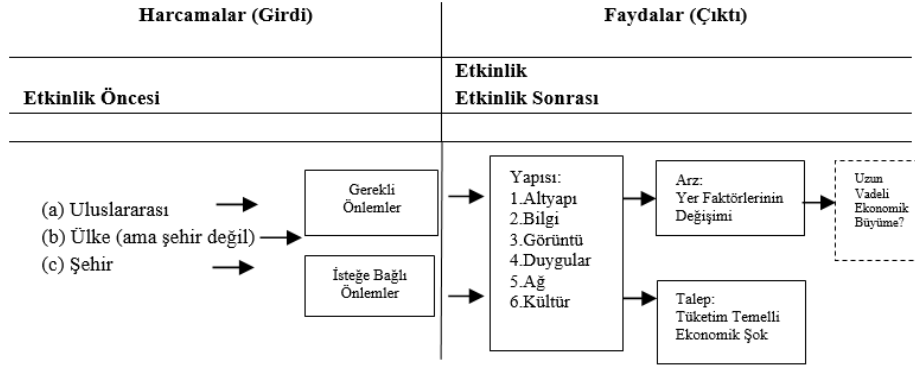 Harcamalar (Girdi)
Faydalar (Çıktı)
Etkinlik Öncesi
Etkinlik
Etkinlik Sonrası
(a) Uluslararası
(b) Ülke (ama şehir değil)
(c) Şehir
Gerekli
Önlemler
İsteğe Bağlı
Önlemler
Yapısı:
1.Altyapı
2.Bilgi
3.Görüntü
4.Duygular
5.Ağ
6.Kültür
Arz:
Yer Faktörlerinin
Değişimi
Talep:
Tüketim Temelli
Ekonomik Şok
Uzun
Vadeli
Ekonomik
Büyüme?